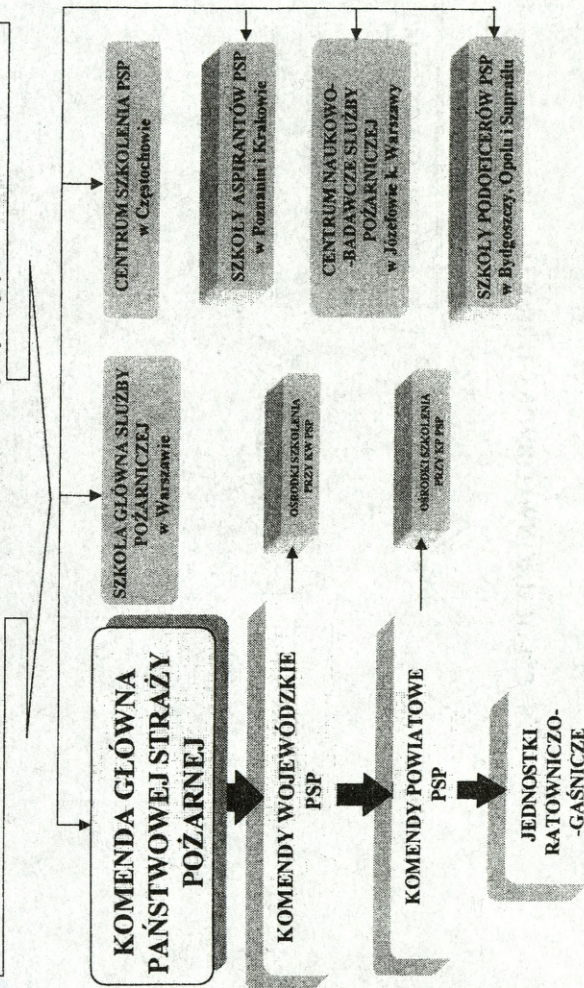 KOMENDA GŁÓWNA
PAŃSTWOWEJ STRAŻY
POŻARNEJ
KOMENDY WOJEWÓDZKIE
PSP
KOMENDY POWIATOWE
PSP
JEDNOSTKI
RATOWNICZO-
-GAŚNICZE
SZKOŁA GŁÓWNA SŁUŻBY
POŻARNICZEJ
w Warszawie
OŚRODKI SZKOLENIA
PRZY KW PSP
OŚRODKI SZKOLENIA
PRZY KP PSP
CENTRUM SZKOLENIA PSP
w Częstochowie
SZKOŁY ASPIRANTÓW PSP
w Poznaniu i Krakowie
CENTRUM NAUKOWO-
-BADAWCZE SŁUŻBY
POŻARNICZEJ
w Józefowie k. Warszawy
SZKOŁY PODOFICERÓW PSP
w Bydgoszczy, Opolu i Supraślu